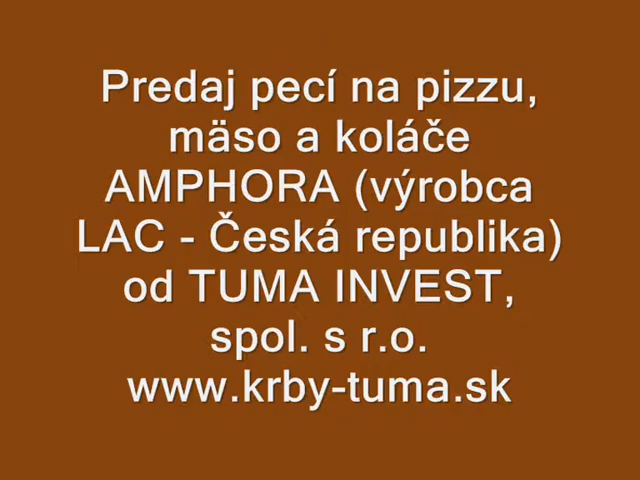 Predaj pecí na pizzu,
mäso a koláče
AMPHORA (výrobca
LAC - Česká republika)
od TUMA INVEST,
spol. s r.o.
www.krby-tuma.sk